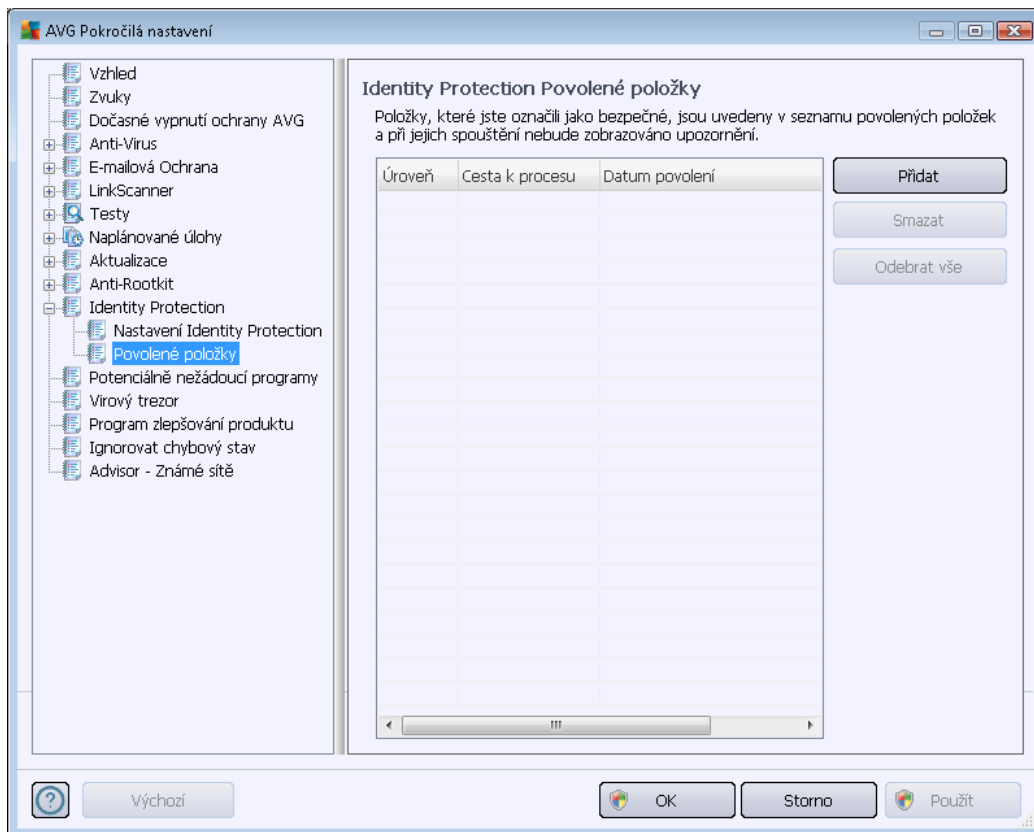 AVG Pokročilá nastavení
Vzhled
Zvuky
Dočasné vypnutí ochrany AVG
Anti-Virus
E-mailová Ochrana
LinkScanner
Testy
Naplánované úlohy
Aktualizace
Anti-Rootkit
Identity Protection
Nastavení Identity Protection
Povolené položky
Potenciálně nežádoucí programy
Virový trezor
Program zlepšování produktu
Ignorovat chybový stav
Advisor - Známé sítě
Identity Protection Povolené položky
Položky, které jste označili jako bezpečné, jsou uvedeny v seznamu povolených položek
a při jejich spouštění nebude zobrazováno upozornění.
Úroveň Cesta k procesu Datum povolení
Přidat
Smazat
Odebrat vše
Výchozí
OK
Storno
Použít